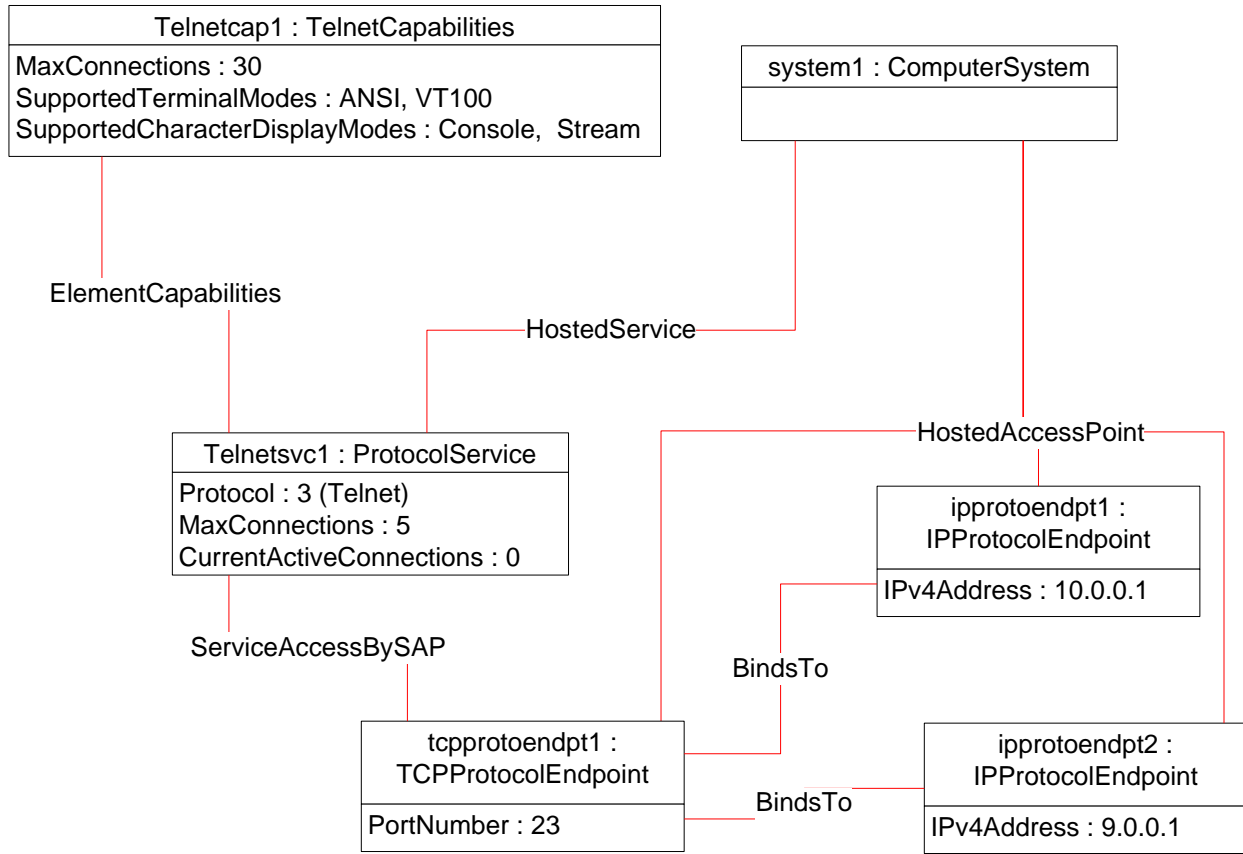 Telnetcap1 : TelnetCapabilities
MaxConnections : 30
SupportedTerminalModes : ANSI, VT100
SupportedCharacterDisplayModes : Console,  Stream
system1 : ComputerSystem
ElementCapabilities
HostedService
HostedAccessPoint
Telnetsvc1 : ProtocolService
Protocol : 3 (Telnet)
MaxConnections : 5
CurrentActiveConnections : 0
ipprotoendpt1 :
IPProtocolEndpoint
IPv4Address : 10.0.0.1
ServiceAccessBySAP
BindsTo
tcpprotoendpt1 :
TCPProtocolEndpoint
PortNumber : 23
BindsTo
ipprotoendpt2 :
IPProtocolEndpoint
IPv4Address : 9.0.0.1